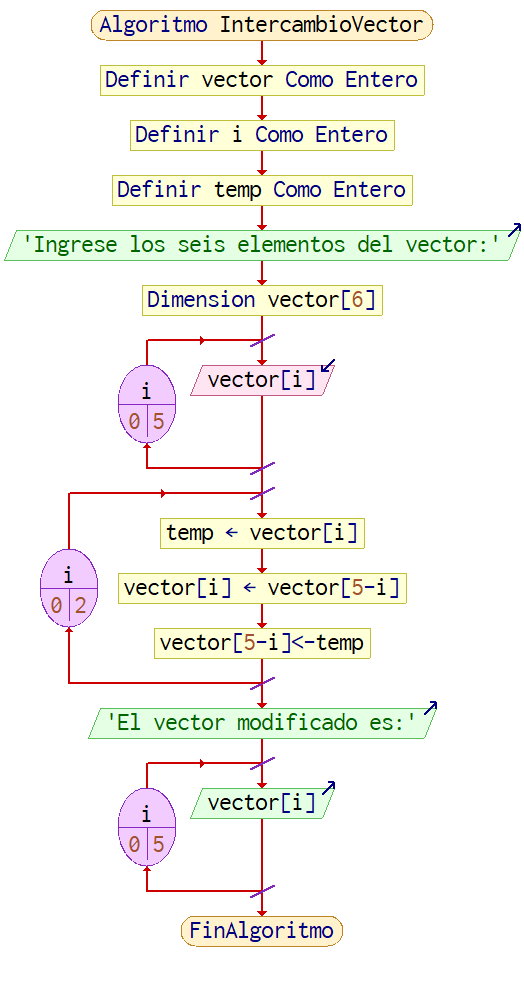 Algoritmo IntercambioVector
Definir vector Como Entero
Definir i Como Entero
Definir temp Como Entero
'Ingrese los seis elementos del vector:'
Dimension vector[6]
vector[i]
i
0 5
temp ← vector[i]
i
0 2
vector[i] ← vector[5-i]
vector[5-i]<-temp
'El vector modificado es:'
vector[i]
i
0 5
FinAlgoritmo